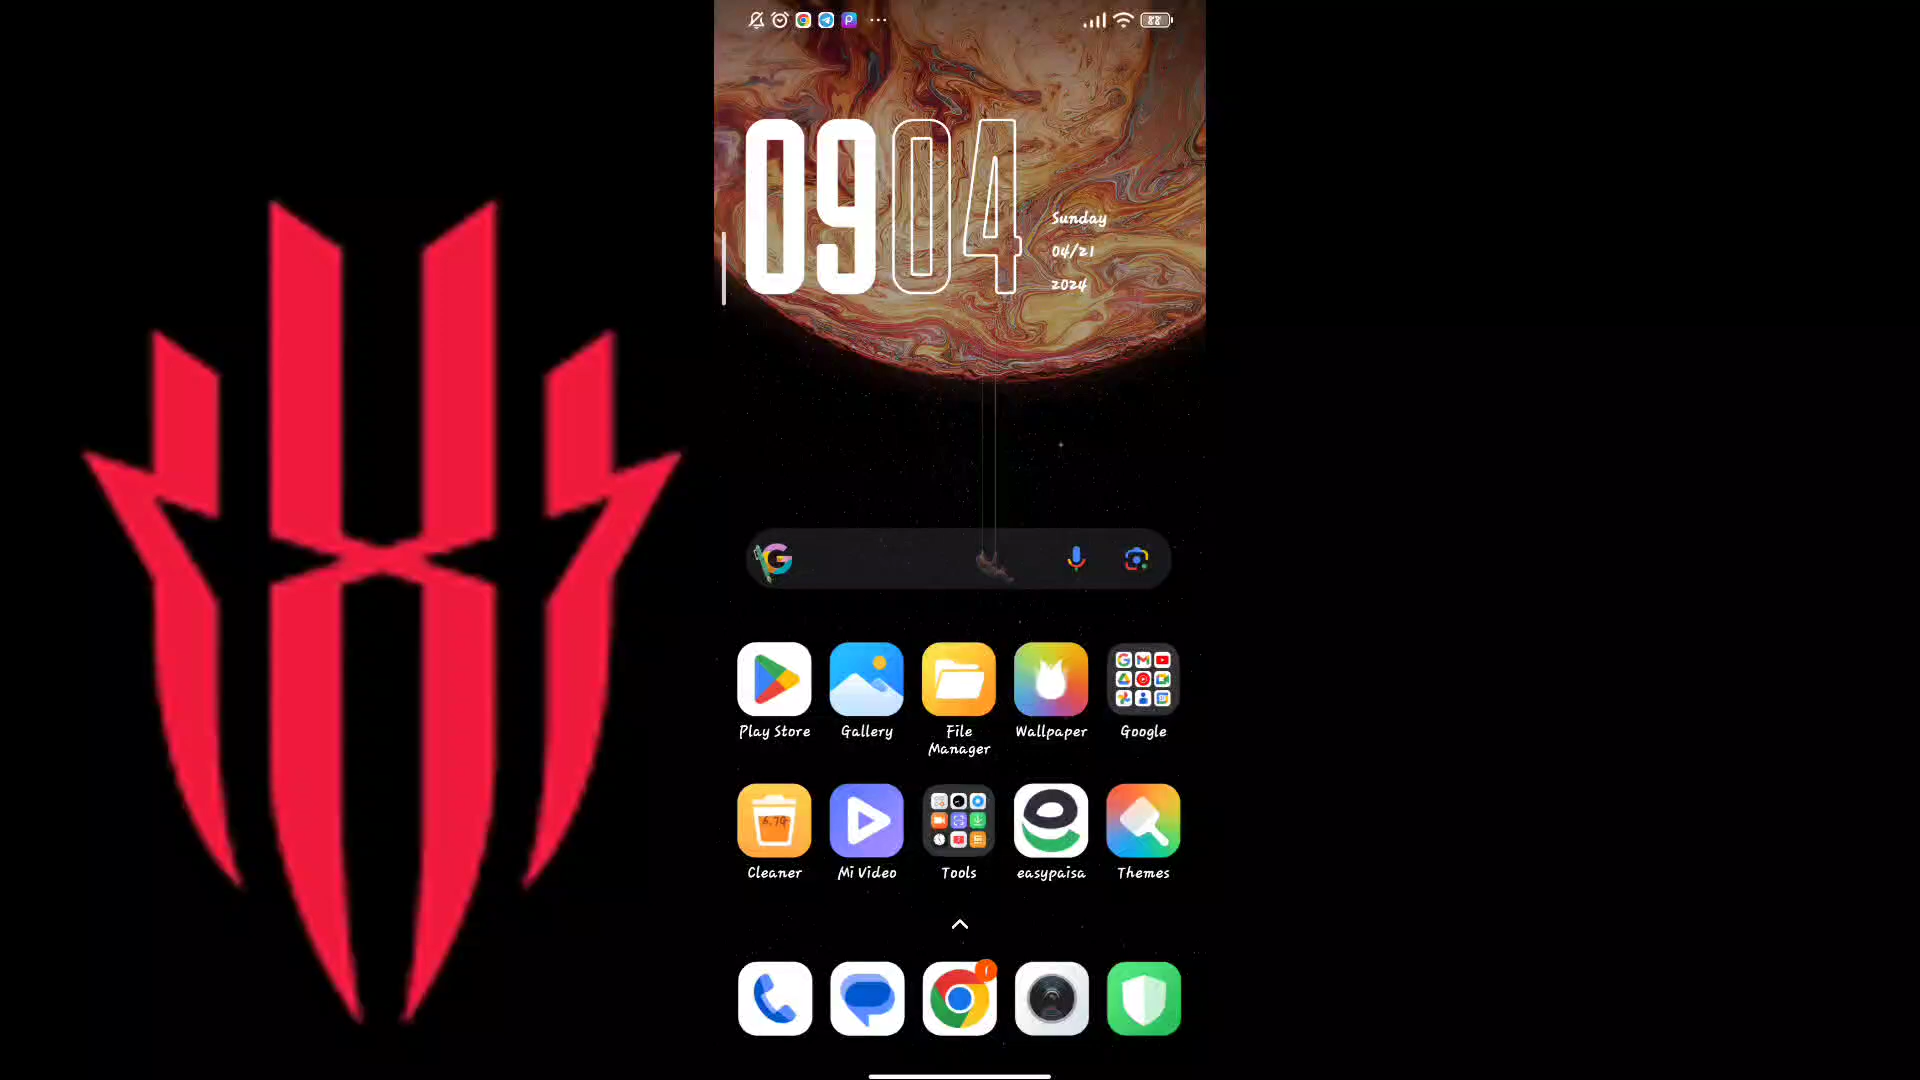 0904
Sunday
04/21
2024
Play Store
Gallery
File
Manager
Wallpaper
Google
Cleaner
Mi Video
Tools
easypaisa
Themes